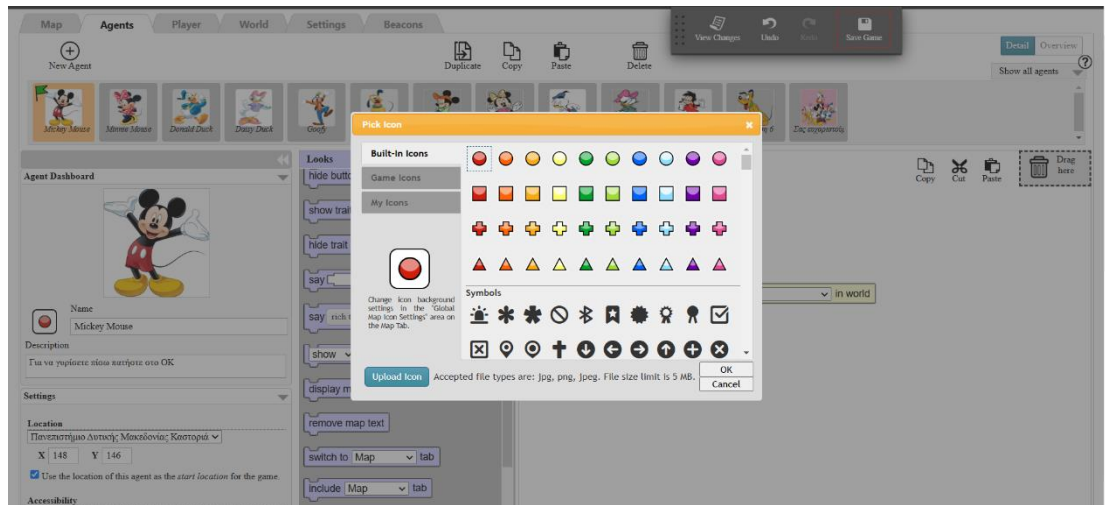 Map Agents Player World Settings Beacons
View Changes Undo Redo Save Game
New Agent
Duplicate Copy Paste Delete
Detail Overview
Show all agents
?
Mickey Mouse Minnie Mouse Donald Duck Daisy Duck Goofy
Σας ευχαριστώ
Pick Icon
x
Agent Dashboard
Name
Mickey Mouse
Description
Για να γυρίσετε πίσω πατήστε στο OK
Settings
Location
Πανεπιστήμιο Δυτικής Μακεδονίας Καστοριά
X 148 Y 146
Use the location of this agent as the start location for the game.
Accessibility
Looks
hide butto
show trait
hide trait
say
say rich t
show
display m
remove map text
switch to Map tab
include Map tab
Built-In Icons
Game Icons
My Icons
Change icon background
settings in the 'Global
Map Icon Settings' area on
the Map Tab.
Symbols
Upload Icon Accepted file types are: jpg, png, jpeg. File size limit is 5 MB.
OK
Cancel
Copy Cut Paste
Drag
here
in world